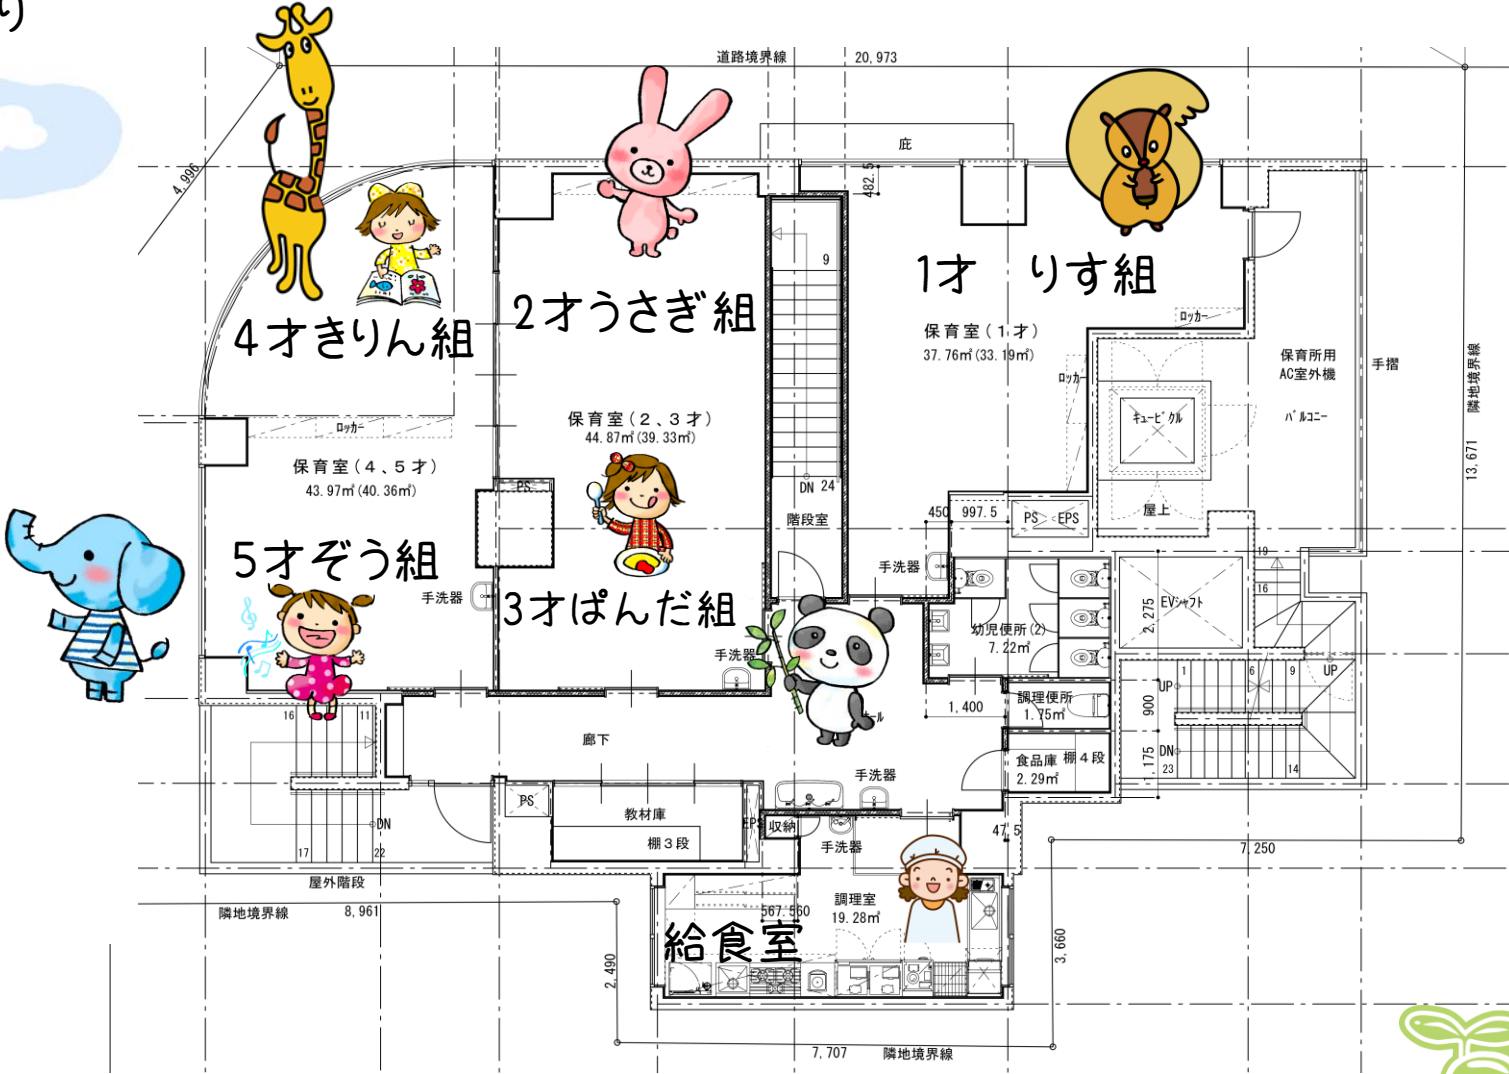 り
道路境界線 20,973
4,996
庇
482.5
9
1才 りす組
2才うさぎ組
4才きりん組
ロッカー
保育室(1才)
37.76㎡(33.19㎡)
保育所用
AC室外機
手摺
隣地境界線
13,671
ロッカー
バルコニー
キュービクル
保育室(2、3才)
44.87㎡(39.33㎡)
ロッカー
保育室(4、5才)
43.97㎡(40.36㎡)
PS
DN 24
階段室
450 997.5
PS EPS
屋上
5才ぞう組
手洗器
手洗器
3才ぱんだ組
19
16
EVシャフト
2,275
幼児便所(2)
7.22㎡
手洗器
ール
1,400
調理便所
1.75㎡
900
UP
1 6 9
UP
16 11
廊下
食品庫 棚4段
2.29㎡
1,175
DN
23 14
手洗器
PS
教材庫
棚3段
EPS
収納
手洗器
47.5
DN
17 22
屋外階段
7,250
隣地境界線 8,961
調理室
19.28㎡
567.560
給食室
2,490
3,660
7,707 隣地境界線